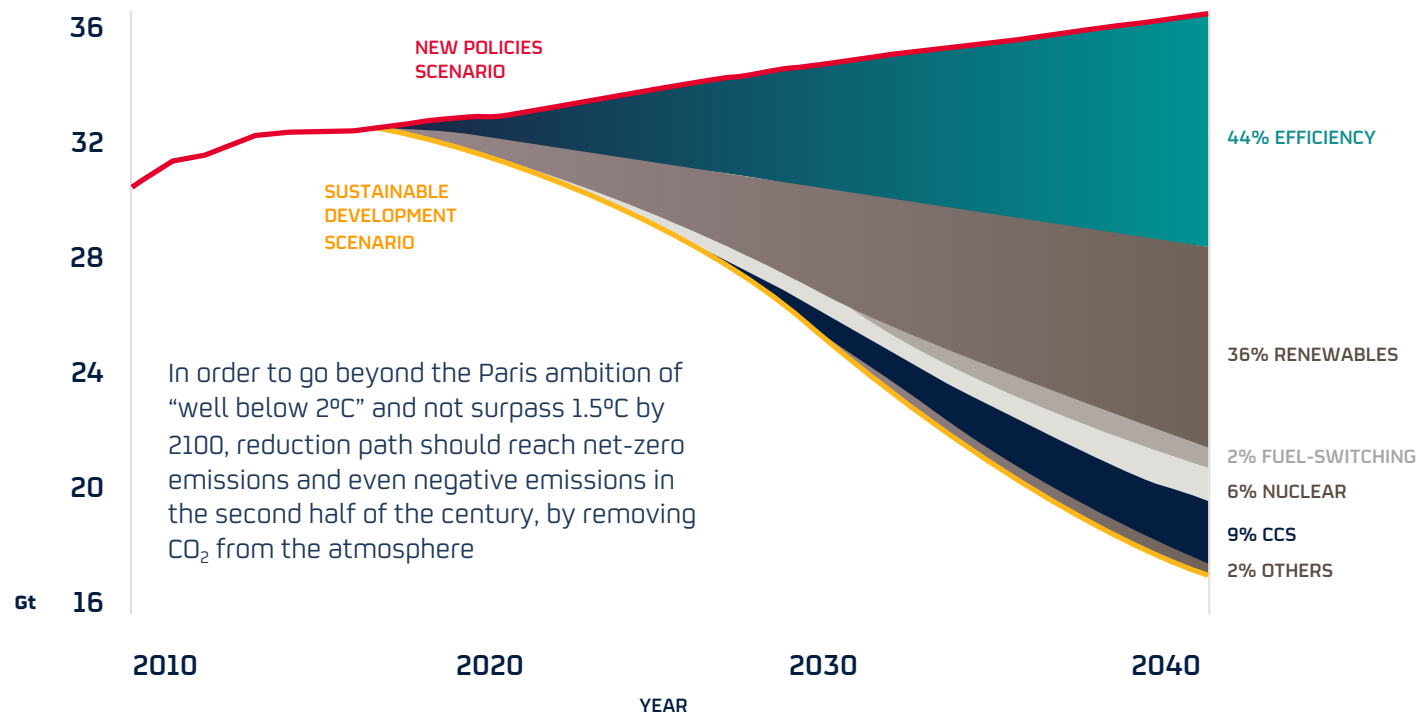 36
32
28
24
20
Gt 16
NEW POLICIES
SCENARIO
SUSTAINABLE
DEVELOPMENT
SCENARIO
In order to go beyond the Paris ambition of
“well below 2ºC” and not surpass 1.5ºC by
2100, reduction path should reach net-zero
emissions and even negative emissions in
the second half of the century, by removing
CO₂ from the atmosphere
44% EFFICIENCY
36% RENEWABLES
2% FUEL-SWITCHING
6% NUCLEAR
9% CCS
2% OTHERS
2010 2020 2030 2040
YEAR